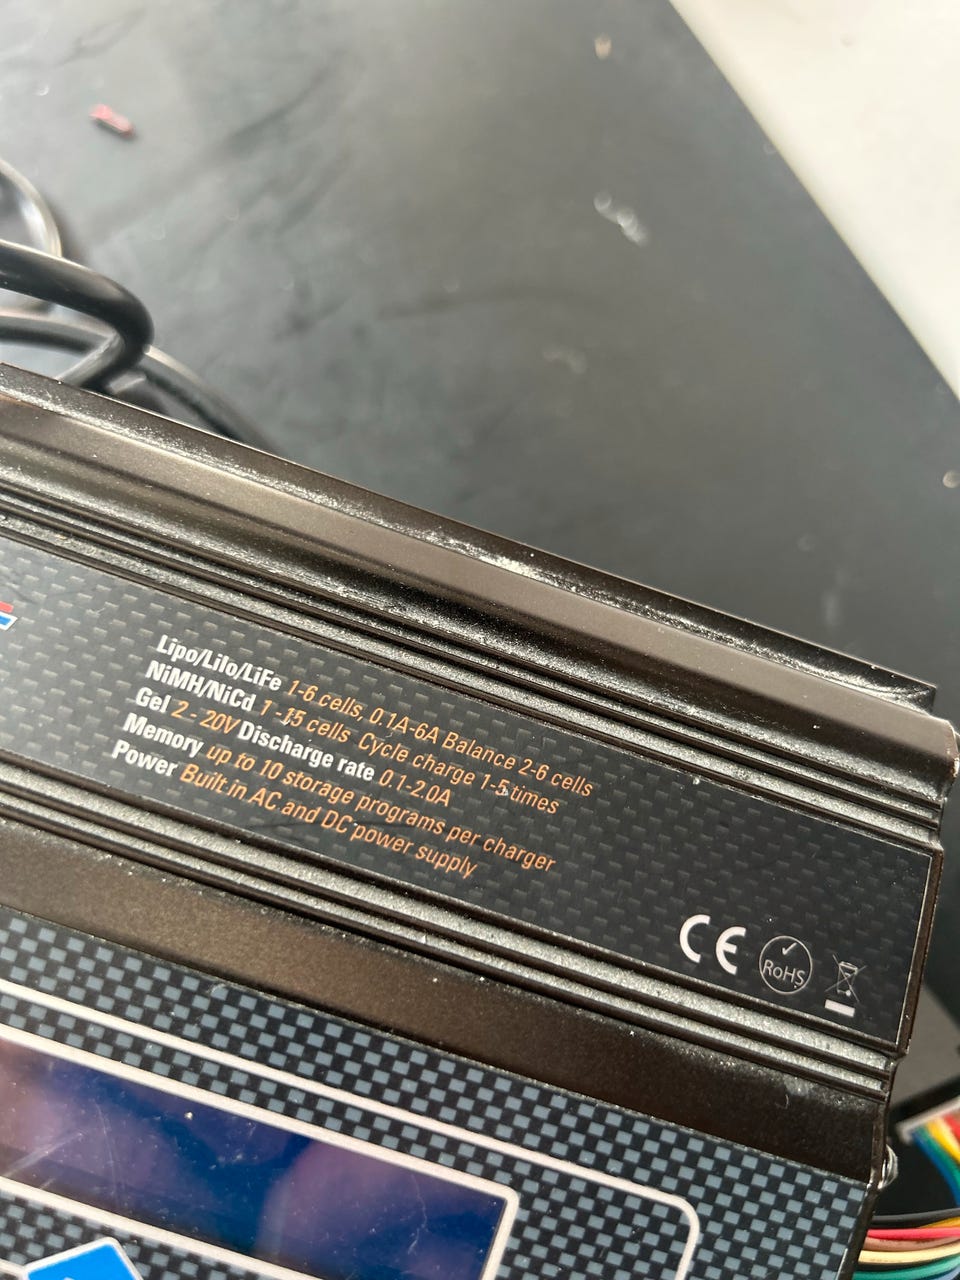 Lipo/Lilo/LiFe 1-6 cells, 0.1A-6A Balance 2-6 cells
NiMH/NiCd 1 -15 cells Cycle charge 1-5 times
Gel 2 - 20V Discharge rate 0.1-2.0A
Memory up to 10 storage programs per charger
Power Built in AC and DC power supply
CE RoHS